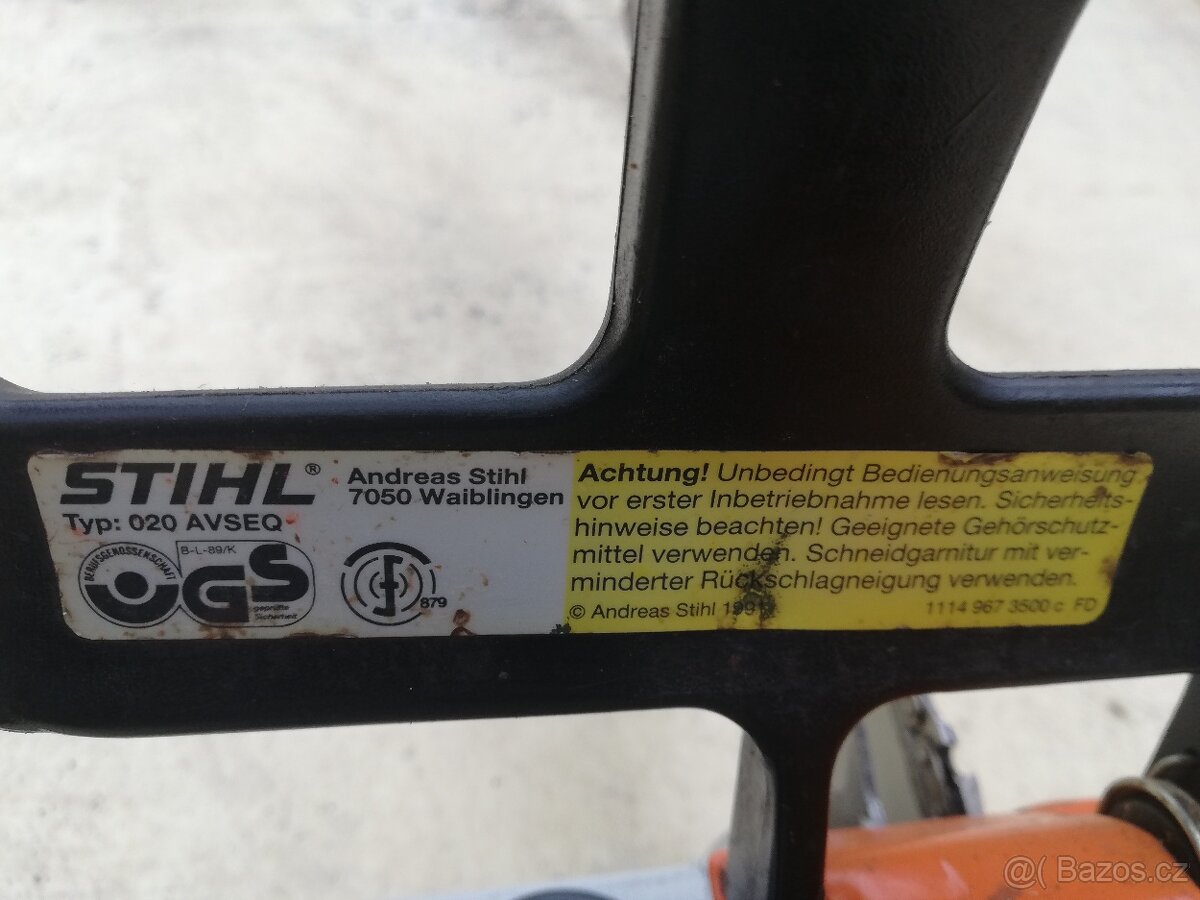 STIHL®
Andreas Stihl
7050 Waiblingen
Typ: 020 AVSEQ
BERUFSGENOSSENSCHAFT
B-L-89/K
GS
geprüfte
Sicherheit
879
Achtung! Unbedingt Bedienungsanweisung
vor erster Inbetriebnahme lesen. Sicherheits-
hinweise beachten! Geeignete Gehörschutz-
mittel verwenden. Schneidgarnitur mit ver-
minderter Rückschlagneigung verwenden.
© Andreas Stihl
1114 967 3500 c FD
@( Bazos.cz